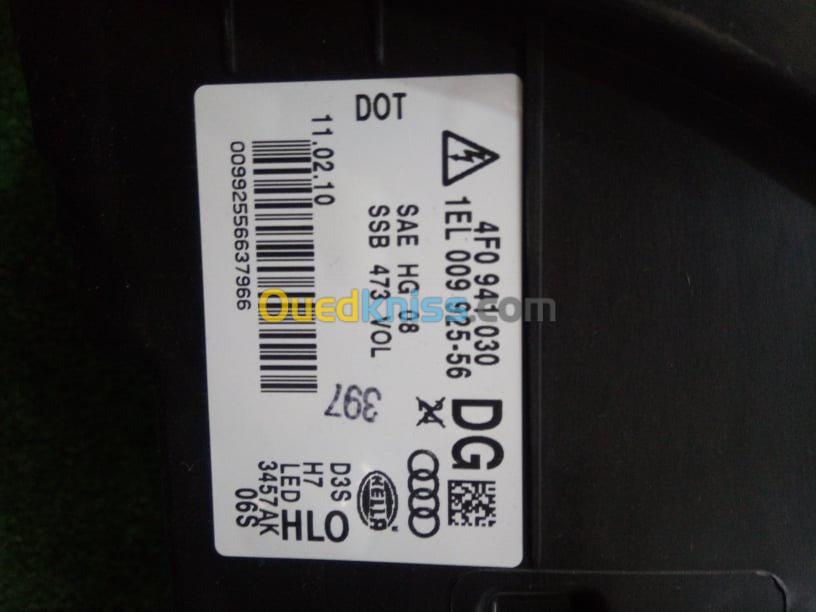 DOT
4F0 941 030 DG
1EL 009 925-56
SAE HG 08
SSB 473 VOL
11.02.10
00992556637966
397
24
HELLA
D3S
H7
LED
3457AK
06S
HLO
Ouedkniss.com